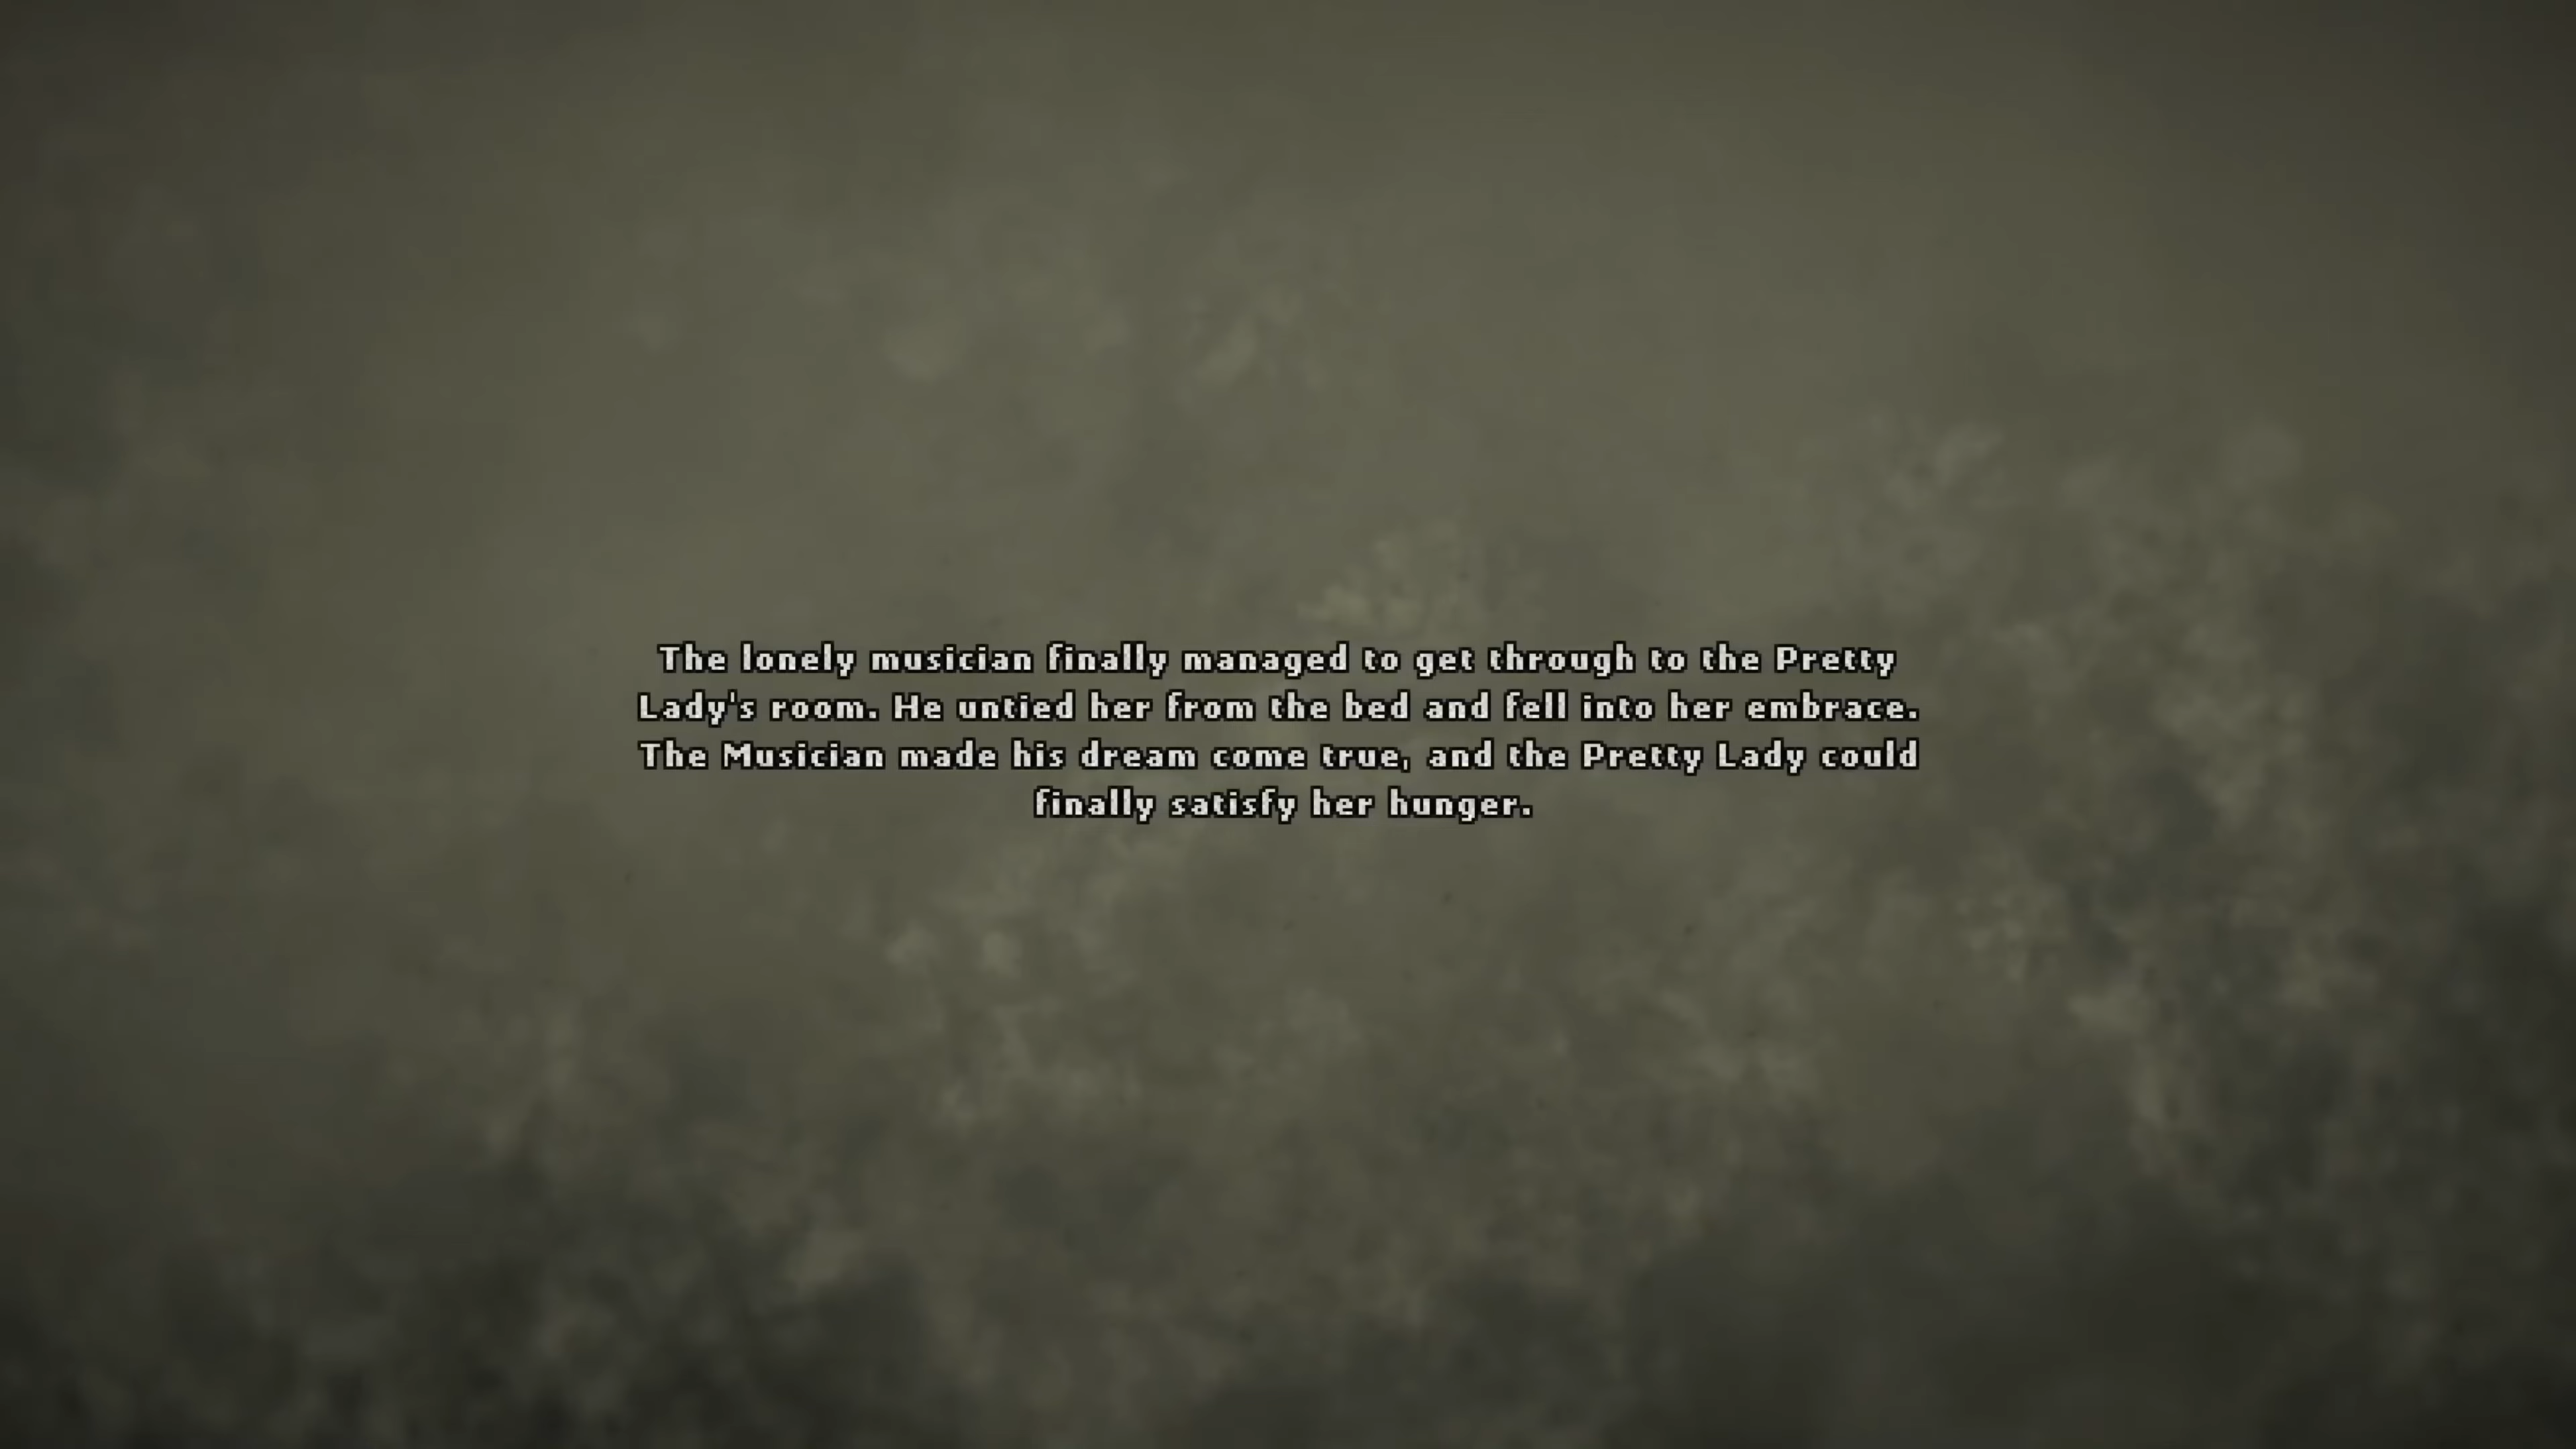 The lonely musician finally managed to get through to the Pretty
Lady's room. He untied her from the bed and fell into her embrace.
The Musician made his dream come true, and the Pretty Lady could
finally satisfy her hunger.